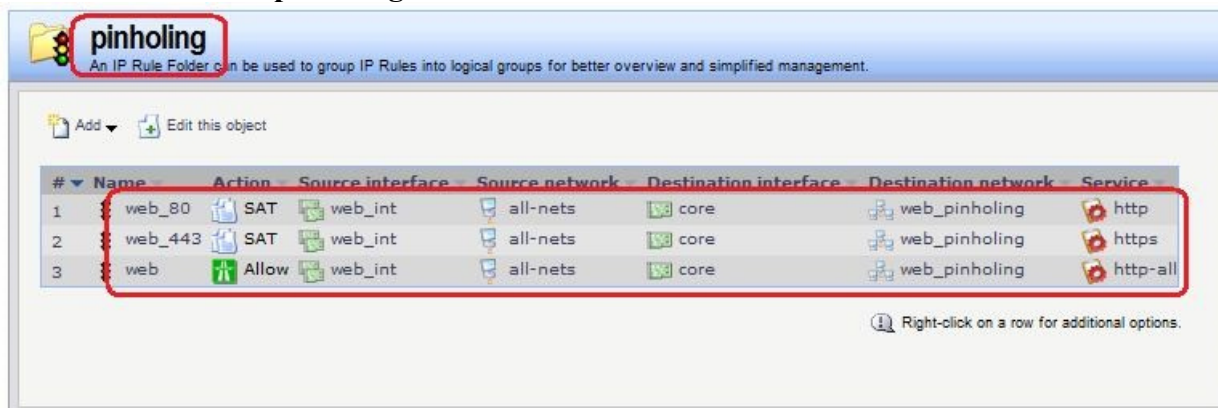 pinholing
An IP Rule Folder can be used to group IP Rules into logical groups for better overview and simplified management.
Add Edit this object
# Name Action Source interface Source network Destination interface Destination network Service
1 web_80 SAT web_int all-nets core web_pinholing http
2 web_443 SAT web_int all-nets core web_pinholing https
3 web Allow web_int all-nets core web_pinholing http-all
Right-click on a row for additional options.